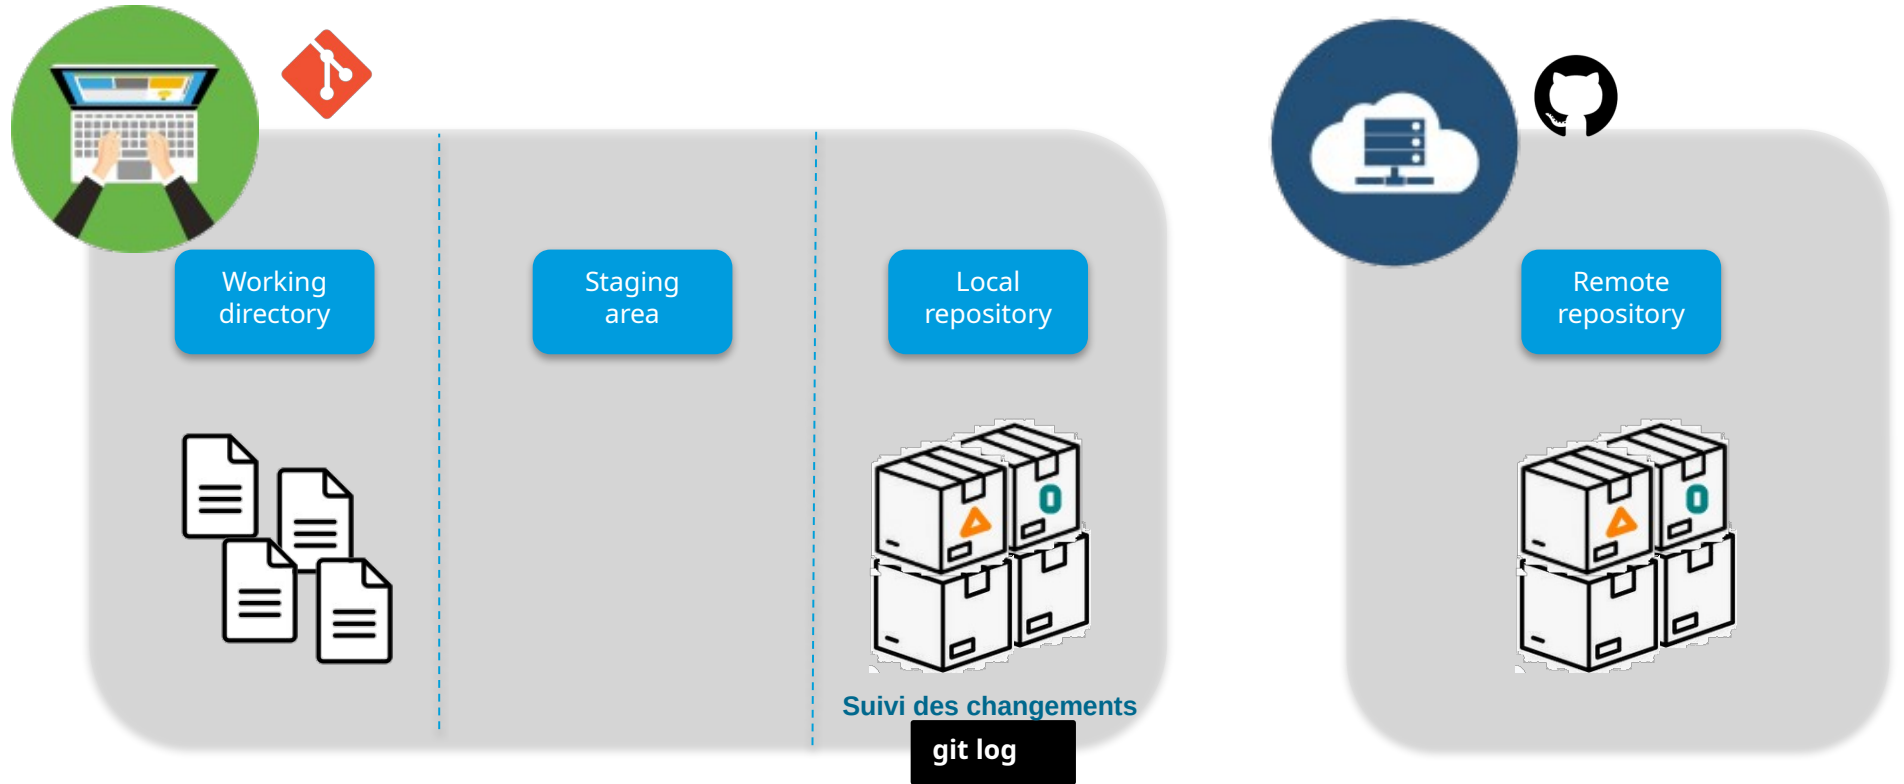 Working
directory
Staging
area
Local
repository
Remote
repository
Suivi des changements
git log